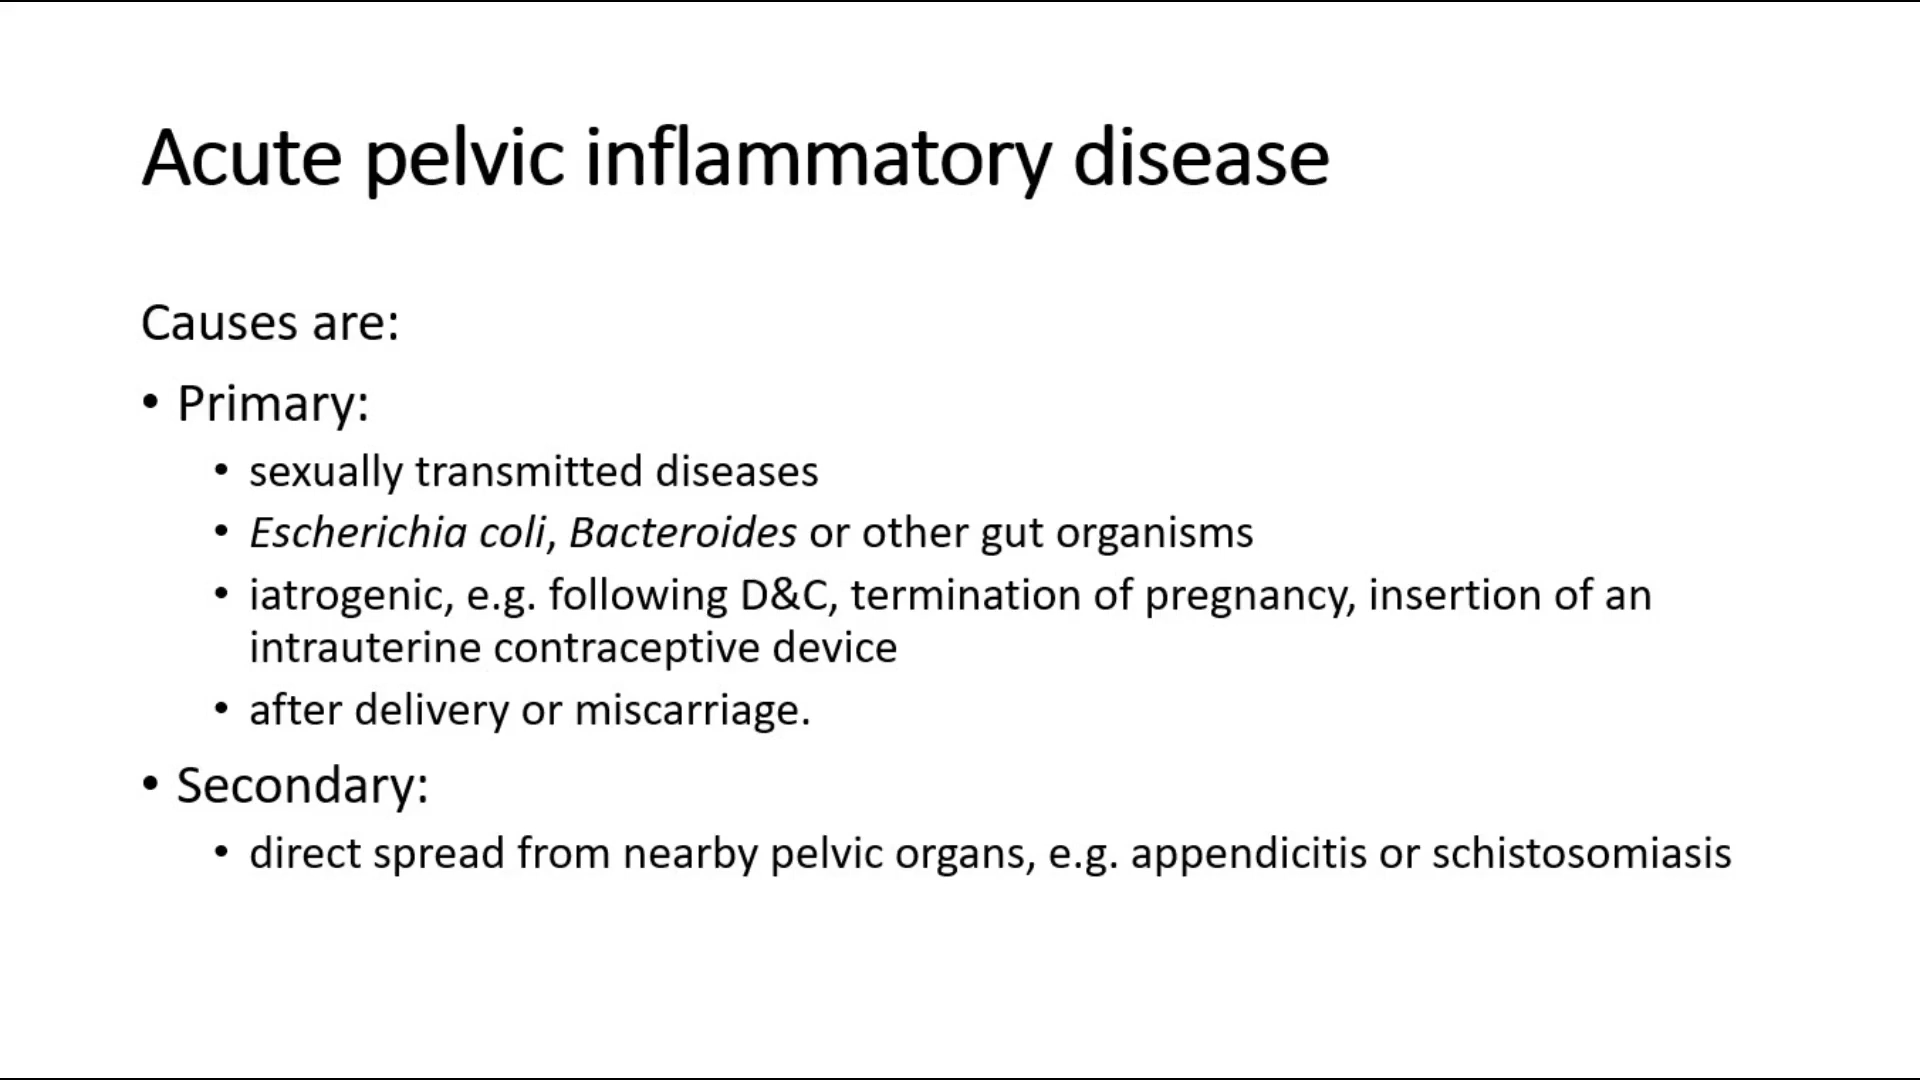 Acute pelvic inflammatory disease
Causes are:
• Primary:
• sexually transmitted diseases
• Escherichia coli, Bacteroides or other gut organisms
• iatrogenic, e.g. following D&C, termination of pregnancy, insertion of an
intrauterine contraceptive device
• after delivery or miscarriage.
• Secondary:
• direct spread from nearby pelvic organs, e.g. appendicitis or schistosomiasis